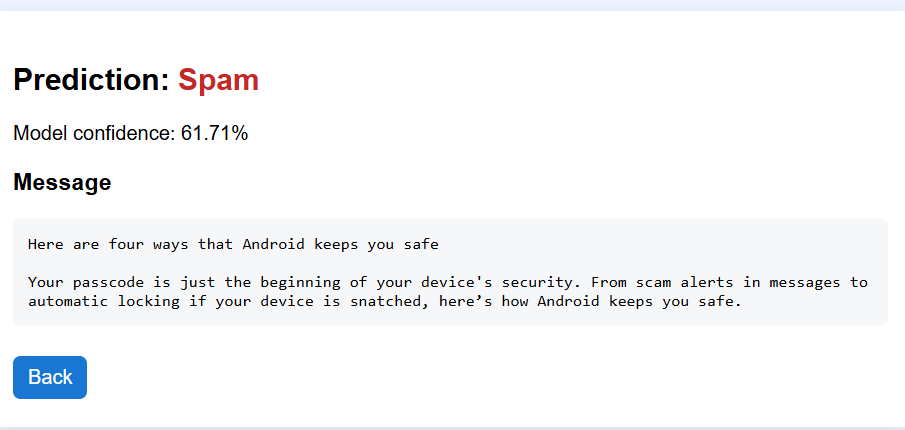 Prediction: Spam
Model confidence: 61.71%
Message
Here are four ways that Android keeps you safe
Your passcode is just the beginning of your device's security. From scam alerts in messages to
automatic locking if your device is snatched, here’s how Android keeps you safe.
Back